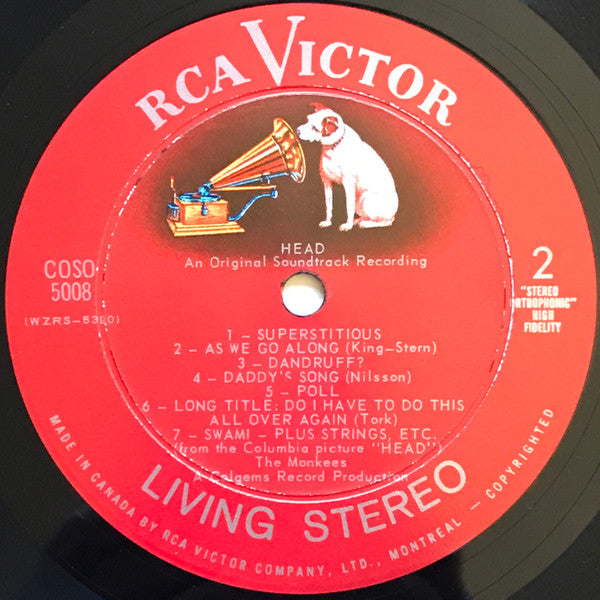 RCA VICTOR
HEAD
An Original Soundtrack Recording
COSO-
5008
(WZRS-5390)
2
"STEREO
ORTHOPHONIC"
HIGH
FIDELITY
1 – SUPERSTITIOUS
2 – AS WE GO ALONG (King-Stern)
3 – DANDRUFF?
4 – DADDY'S SONG (Nilsson)
5 – POLL
6 – LONG TITLE: DO I HAVE TO DO THIS
ALL OVER AGAIN (Tork)
7 – SWAMI – PLUS STRINGS, ETC.
(from the Columbia picture "HEAD")
The Monkees
A Colgems Record Production
LIVING STEREO
MADE IN CANADA BY RCA VICTOR COMPANY, LTD., MONTREAL – COPYRIGHTED